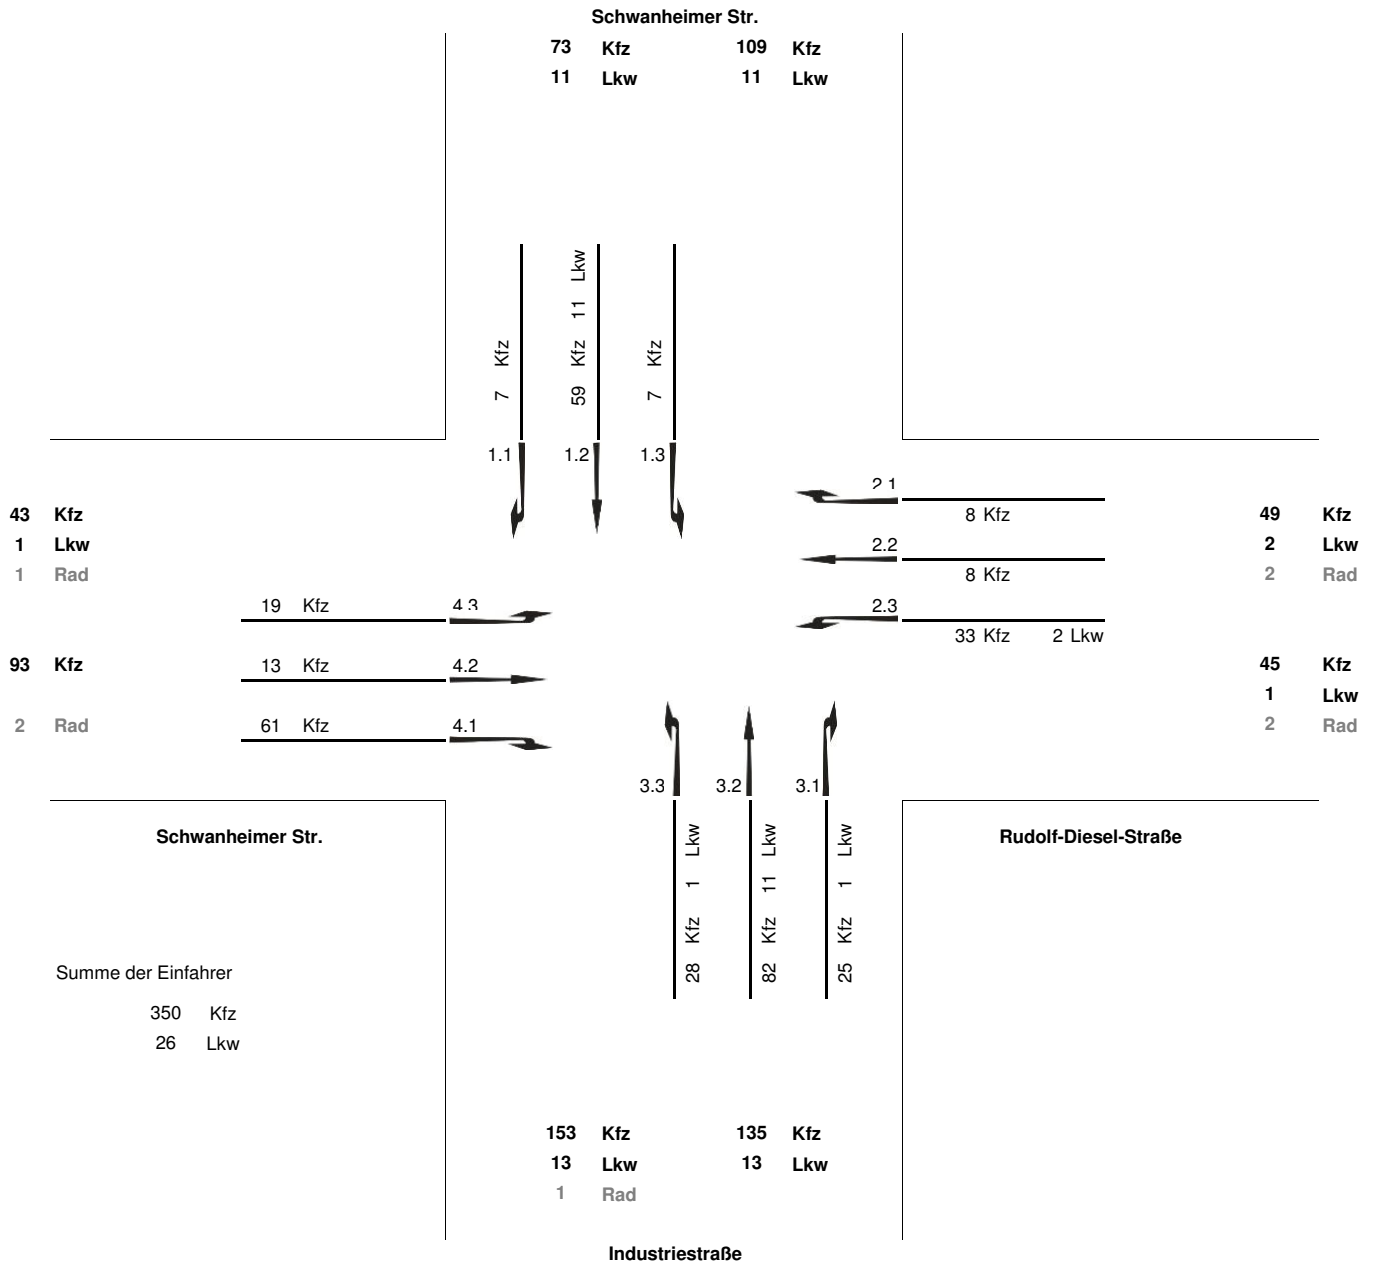 Schwanheimer Str.
73 Kfz 109 Kfz
11 Lkw 11 Lkw
7 Kfz
59 Kfz 11 Lkw
7 Kfz
1.1 1.2 1.3
2.1
8 Kfz
2.2
8 Kfz
2.3
33 Kfz 2 Lkw
43 Kfz
1 Lkw
1 Rad
49 Kfz
2 Lkw
2 Rad
19 Kfz 4.3
93 Kfz
13 Kfz 4.2
2 Rad
61 Kfz 4.1
45 Kfz
1 Lkw
2 Rad
3.3 3.2 3.1
28 Kfz 1 Lkw
82 Kfz 11 Lkw
25 Kfz 1 Lkw
Schwanheimer Str.
Rudolf-Diesel-Straße
Summe der Einfahrer
350 Kfz
26 Lkw
153 Kfz 135 Kfz
13 Lkw 13 Lkw
1 Rad
Industriestraße